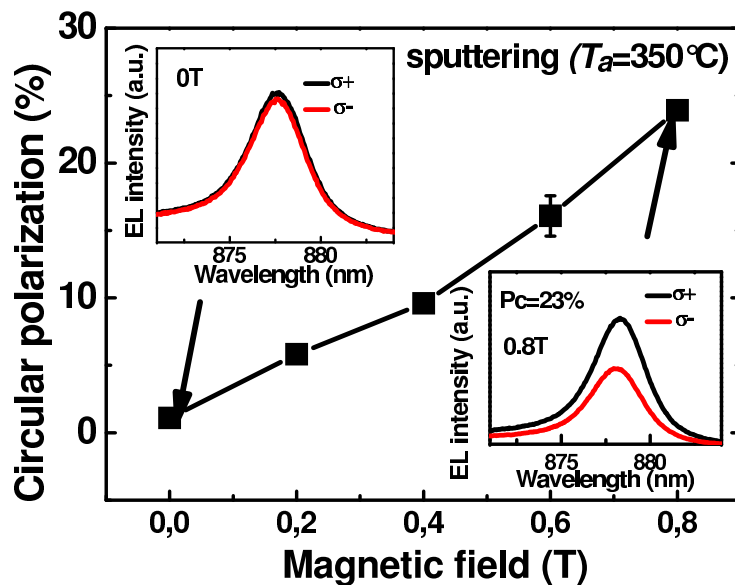 Circular polarization (%)
30
20
10
0
sputtering (Ta=350°C)
0T
σ+
σ-
EL intensity (a.u.)
875
880
Wavelength (nm)
Pc=23%
σ+
σ-
0.8T
EL intensity (a.u.)
875
880
Wavelength (nm)
0,0
0,2
0,4
0,6
0,8
Magnetic field (T)